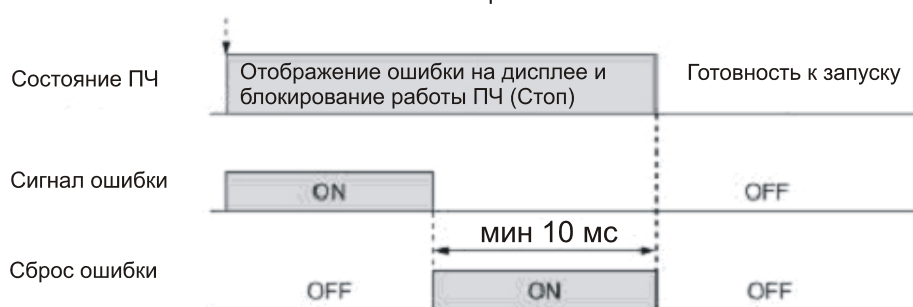 Состояние ПЧ
Отображение ошибки на дисплее и
блокирование работы ПЧ (Стоп)
Готовность к запуску
Сигнал ошибки
ON
OFF
мин 10 мс
Сброс ошибки
OFF
ON
OFF